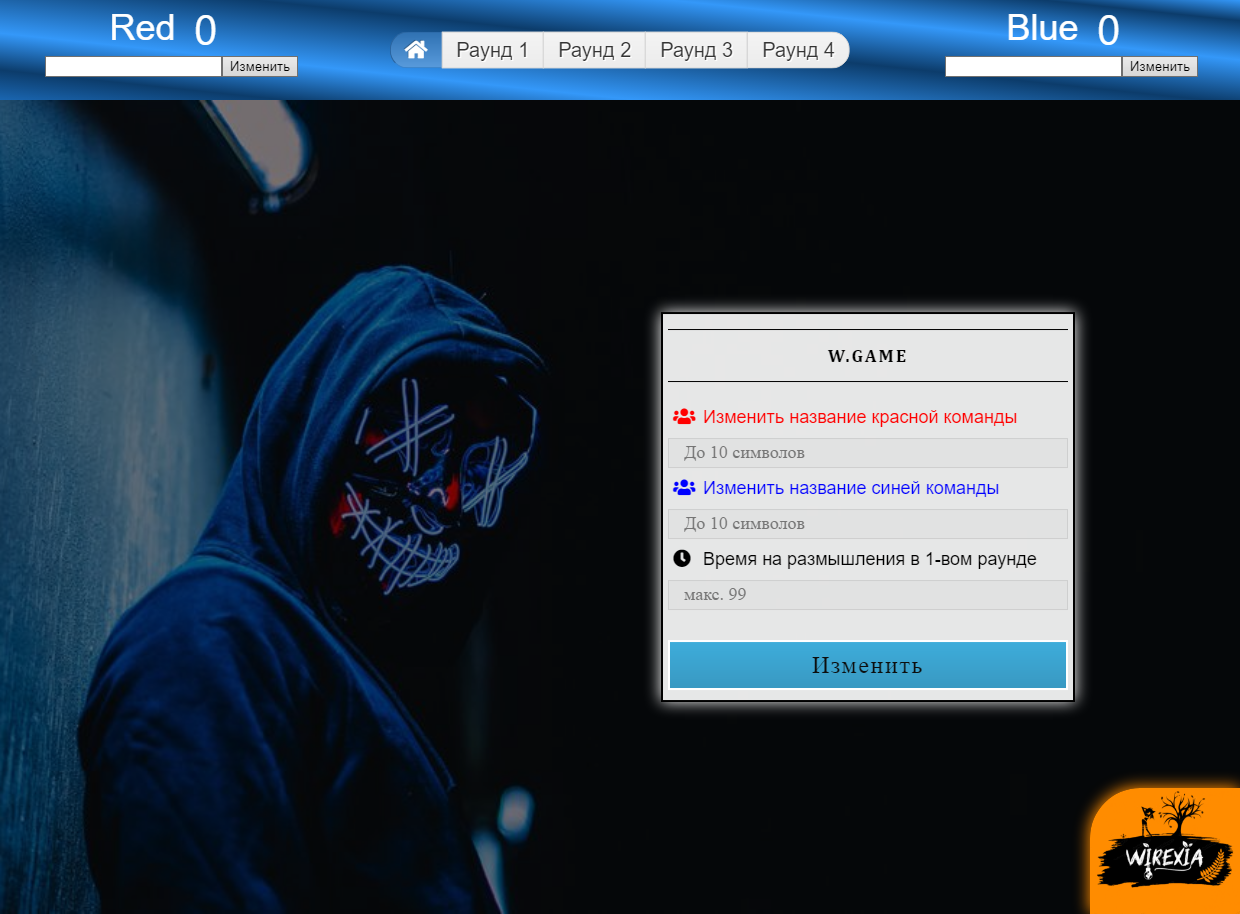 Red 0
Изменить
Раунд 1 Раунд 2 Раунд 3 Раунд 4
Blue 0
Изменить
W.GAME
Изменить название красной команды
До 10 символов
Изменить название синей команды
До 10 символов
Время на размышления в 1-вом раунде
макс. 99
Изменить
WIREXIA